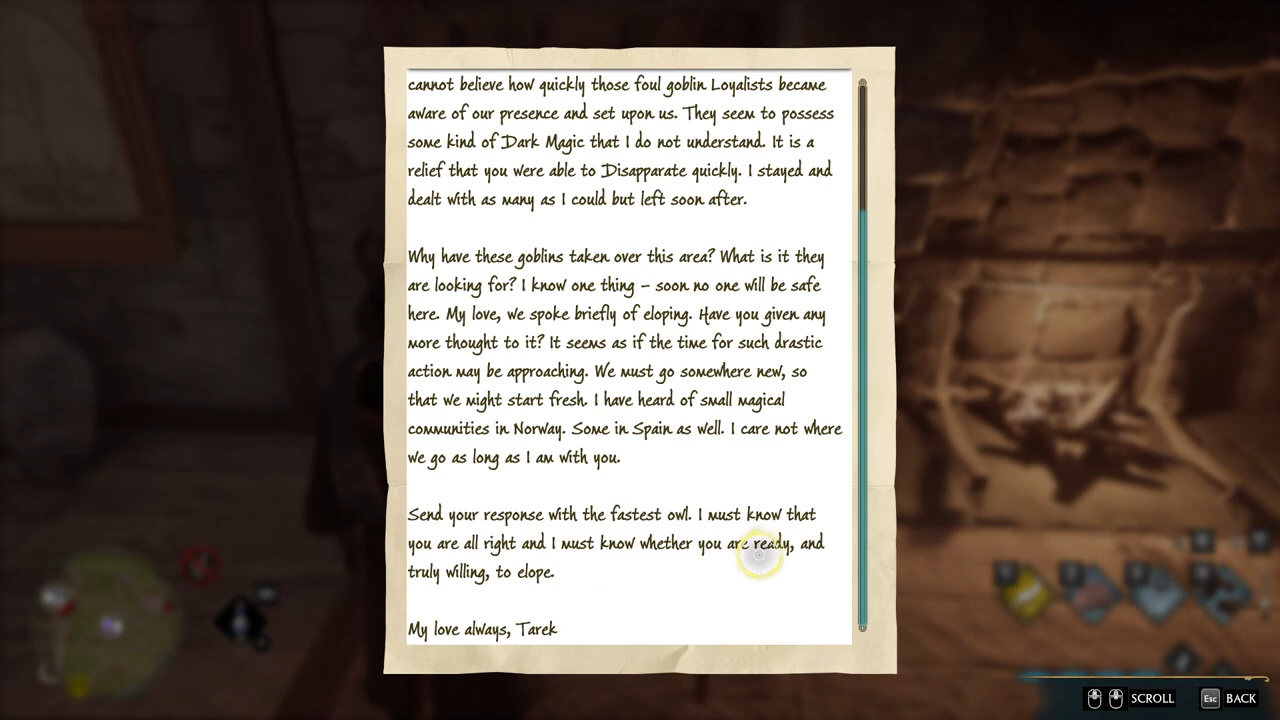 cannot believe how quickly those foul goblin Loyalists became
aware of our presence and set upon us. They seem to possess
some kind of Dark Magic that I do not understand. It is a
relief that you were able to Disapparate quickly. I stayed and
dealt with as many as I could but left soon after.
Why have these goblins taken over this area? What is it they
are looking for? I know one thing – soon no one will be safe
here. My love, we spoke briefly of eloping. Have you given any
more thought to it? It seems as if the time for such drastic
action may be approaching. We must go somewhere new, so
that we might start fresh. I have heard of small magical
communities in Norway. Some in Spain as well. I care not where
we go as long as I am with you.
Send your response with the fastest owl. I must know that
you are all right and I must know whether you are ready, and
truly willing, to elope.
My love always, Tarek
SCROLL
Esc BACK